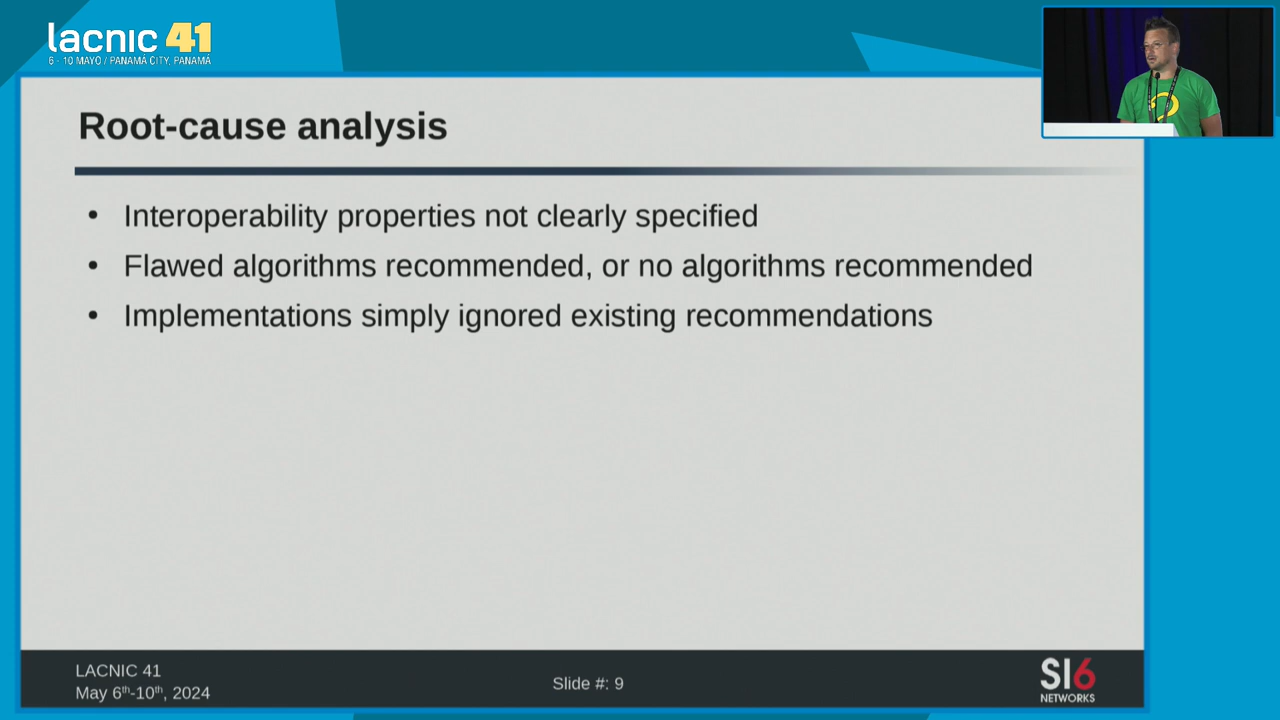 lacnic 41
6 - 10 MAYO / PANAMÁ CITY, PANAMÁ
Root-cause analysis
• Interoperability properties not clearly specified
• Flawed algorithms recommended, or no algorithms recommended
• Implementations simply ignored existing recommendations
LACNIC 41
May 6th-10th, 2024
Slide #: 9
SI6
NETWORKS